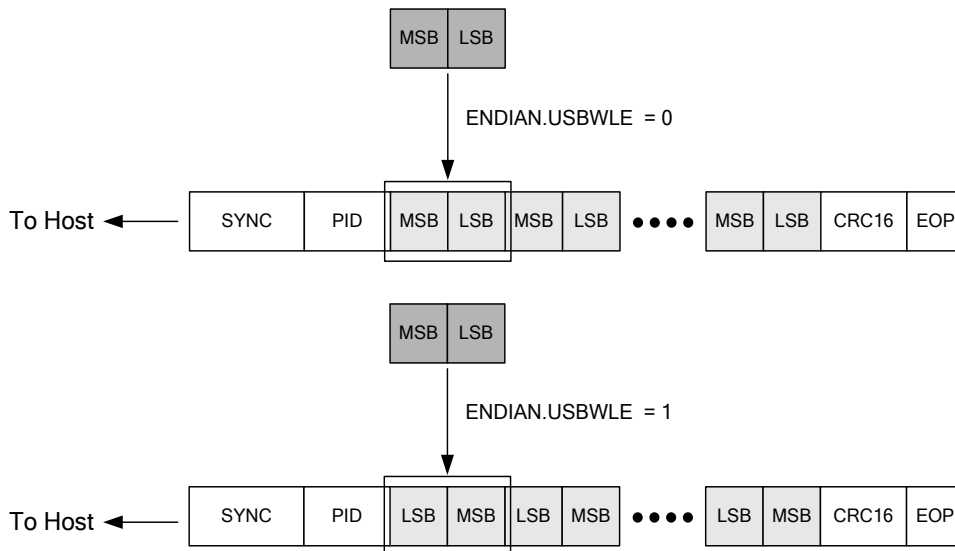 MSB LSB
ENDIAN.USBWLE = 0
To Host SYNC PID MSB LSB MSB LSB MSB LSB CRC16 EOP
MSB LSB
ENDIAN.USBWLE = 1
To Host SYNC PID LSB MSB LSB MSB LSB MSB CRC16 EOP